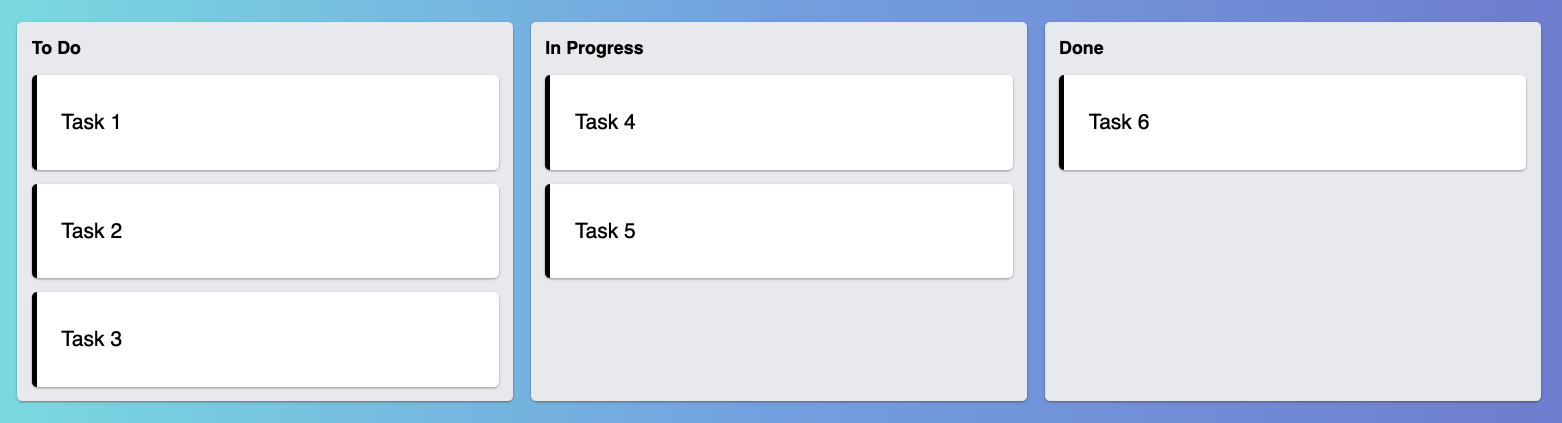 To Do
Task 1
Task 2
Task 3
In Progress
Task 4
Task 5
Done
Task 6